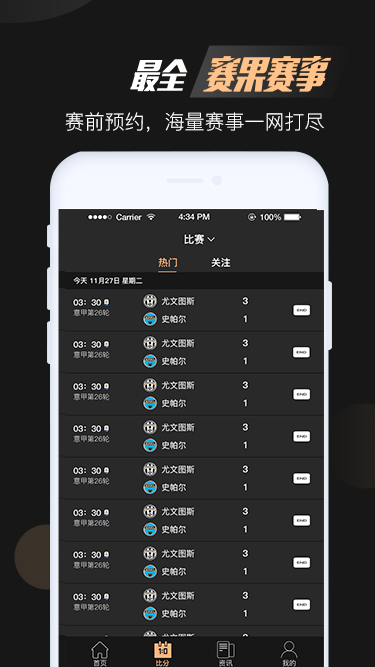 最全 赛果赛事
赛前预约，海量赛事一网打尽
Carrier 4:34 PM 100%
比赛
热门 关注
今天 11月27日 星期二
03：30 尤文图斯 3
意甲第26轮 史帕尔 1
END
03：30 尤文图斯 3
意甲第26轮 史帕尔 1
END
03：30 尤文图斯 3
意甲第26轮 史帕尔 1
END
03：30 尤文图斯 3
意甲第26轮 史帕尔 1
END
03：30 尤文图斯 3
意甲第26轮 史帕尔 1
END
03：30 尤文图斯 3
意甲第26轮 史帕尔 1
END
03：30 尤文图斯 3
意甲第26轮 史帕尔 1
END
03：30 尤文图斯 3
意甲第26轮 史帕尔 1
END
1:0
首页 比分 资讯 我的